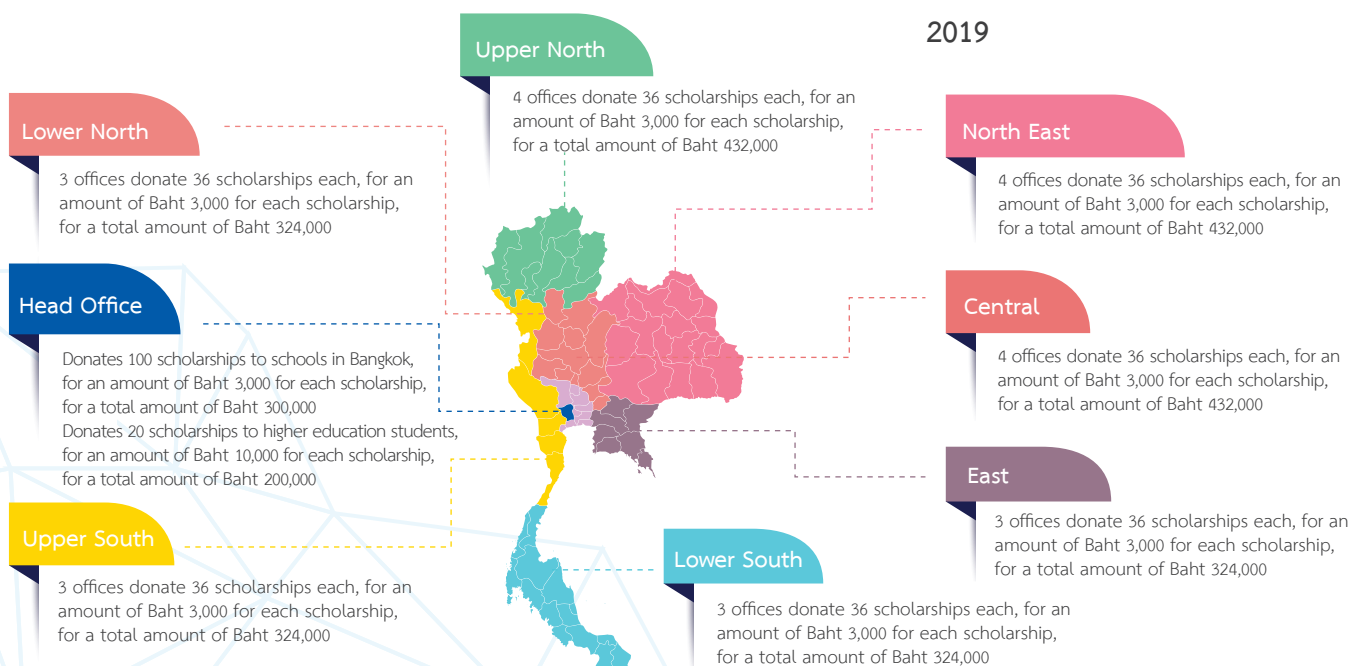 2019
Upper North
4 offices donate 36 scholarships each, for an
amount of Baht 3,000 for each scholarship,
for a total amount of Baht 432,000
Lower North
3 offices donate 36 scholarships each, for an
amount of Baht 3,000 for each scholarship,
for a total amount of Baht 324,000
North East
4 offices donate 36 scholarships each, for an
amount of Baht 3,000 for each scholarship,
for a total amount of Baht 432,000
Head Office
Donates 100 scholarships to schools in Bangkok,
for an amount of Baht 3,000 for each scholarship,
for a total amount of Baht 300,000
Donates 20 scholarships to higher education students,
for an amount of Baht 10,000 for each scholarship,
for a total amount of Baht 200,000
Central
4 offices donate 36 scholarships each, for an
amount of Baht 3,000 for each scholarship,
for a total amount of Baht 432,000
East
3 offices donate 36 scholarships each, for an
amount of Baht 3,000 for each scholarship,
for a total amount of Baht 324,000
Upper South
3 offices donate 36 scholarships each, for an
amount of Baht 3,000 for each scholarship,
for a total amount of Baht 324,000
Lower South
3 offices donate 36 scholarships each, for an
amount of Baht 3,000 for each scholarship,
for a total amount of Baht 324,000